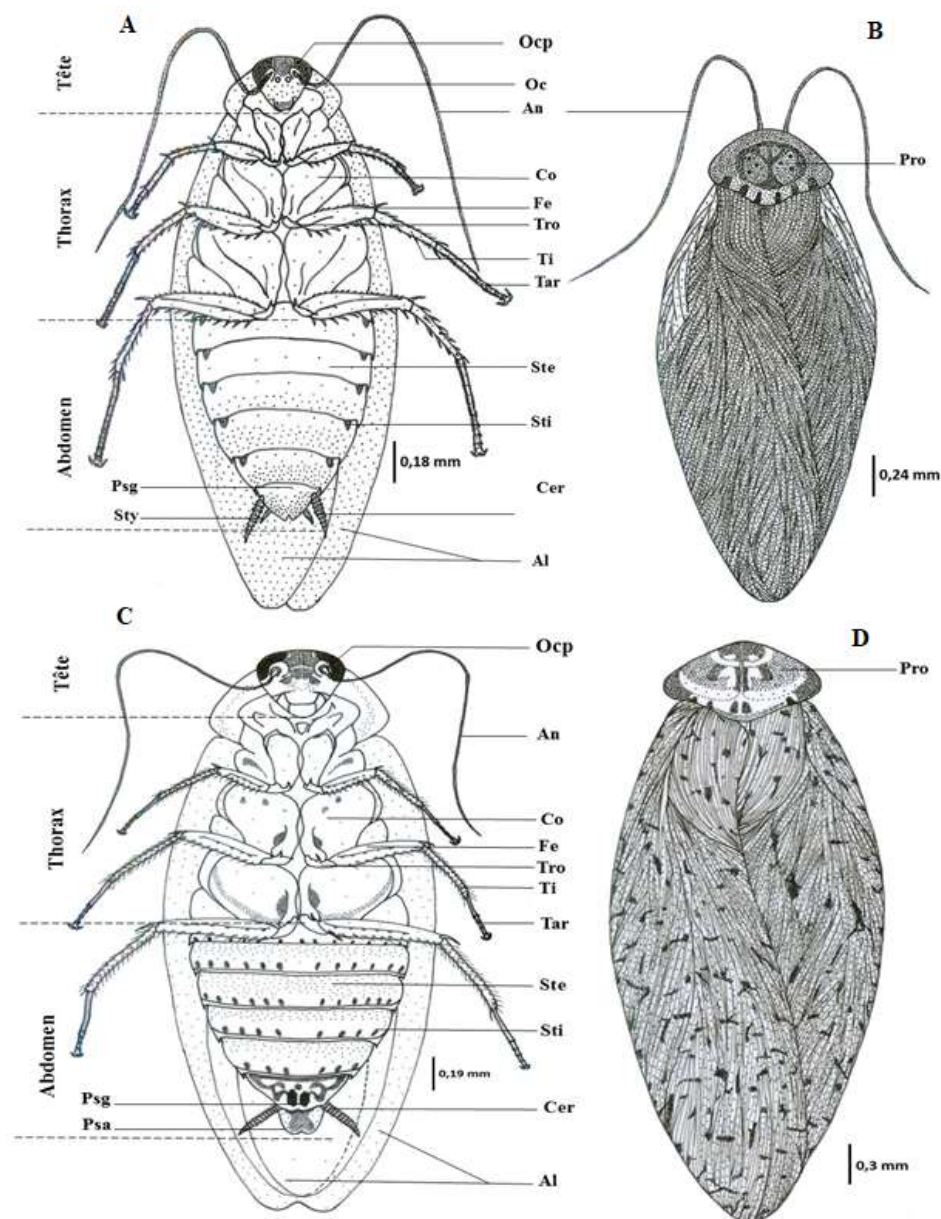 A
B
Tête
Thorax
Abdomen
Ocp
Oc
An
Pro
Co
Fe
Tro
Ti
Tar
Ste
Sti
0,18 mm
0,24 mm
Psg
Cer
Sty
Al
C
D
Tête
Thorax
Abdomen
Ocp
Pro
An
Co
Fe
Tro
Ti
Tar
Ste
Sti
0,19 mm
Psg
Cer
Psa
Al
0,3 mm